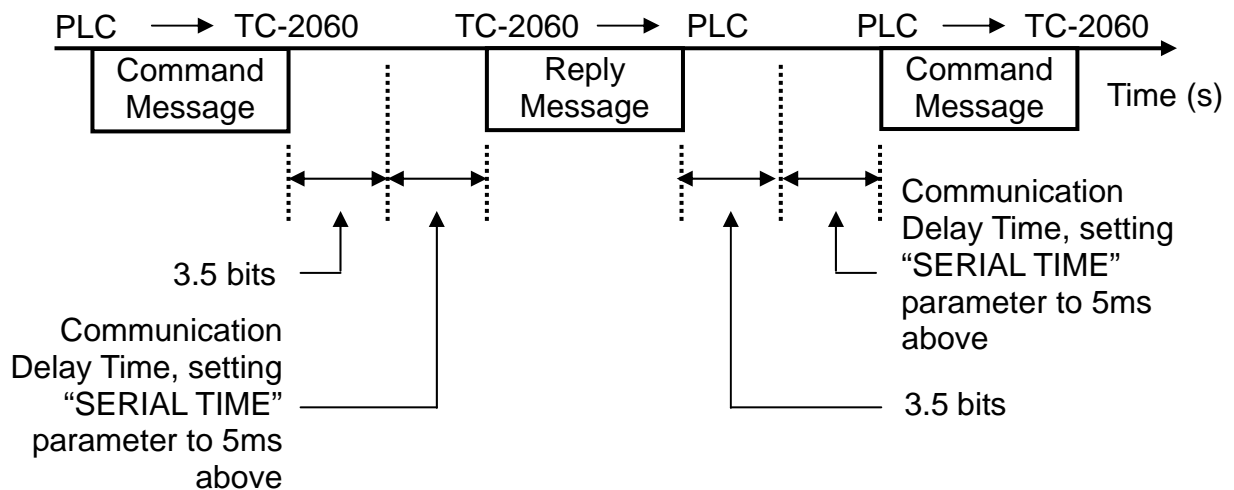 PLC → TC-2060 TC-2060 → PLC PLC → TC-2060
Command
Message
Reply
Message
Command
Message
Time (s)
3.5 bits
Communication
Delay Time, setting
“SERIAL TIME”
parameter to 5ms
above
Communication
Delay Time, setting
“SERIAL TIME”
parameter to 5ms
above
3.5 bits